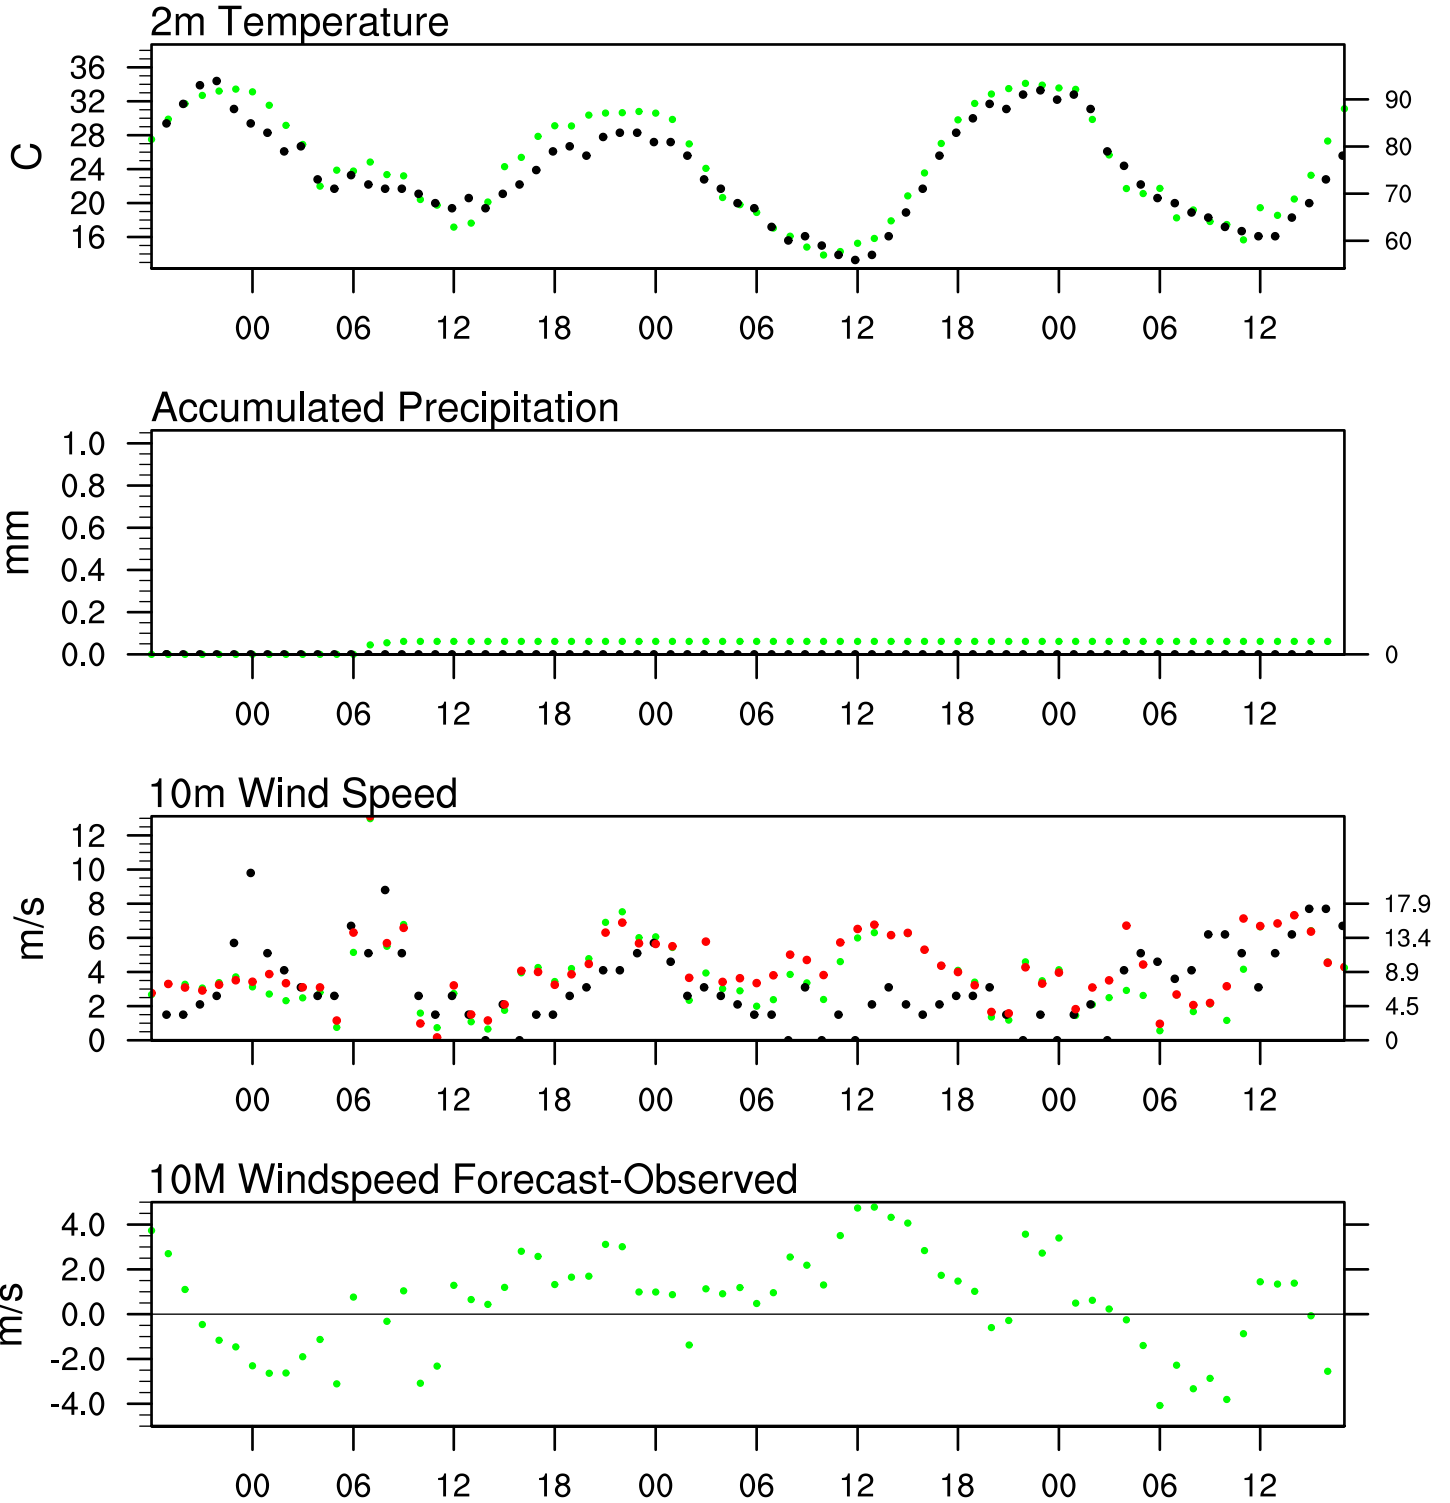 2m Temperature
C
36
32
28
24
20
16
90
80
70
60
00 06 12 18 00 06 12 18 00 06 12
Accumulated Precipitation
mm
1.0
0.8
0.6
0.4
0.2
0.0
0
00 06 12 18 00 06 12 18 00 06 12
10m Wind Speed
m/s
12
10
8
6
4
2
0
17.9
13.4
8.9
4.5
0
00 06 12 18 00 06 12 18 00 06 12
10M Windspeed Forecast-Observed
m/s
4.0
2.0
0.0
-2.0
-4.0
00 06 12 18 00 06 12 18 00 06 12